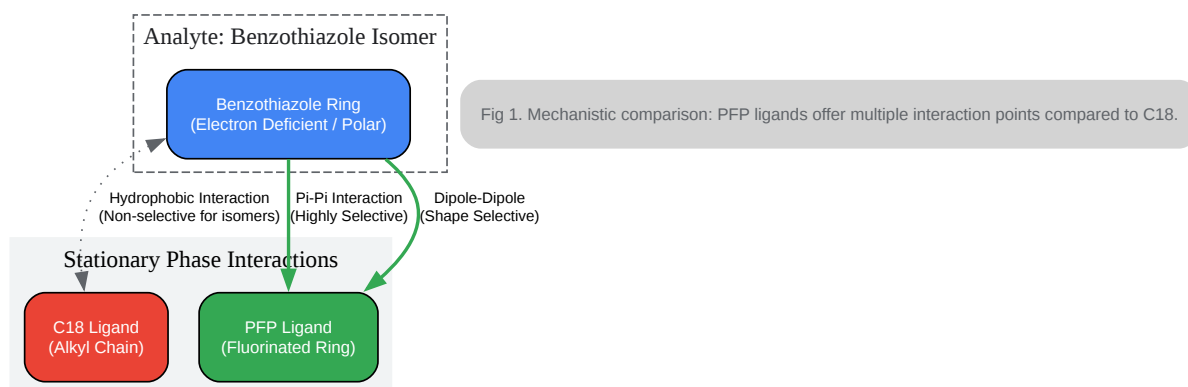 Analyte: Benzothiazole Isomer
Benzothiazole Ring
(Electron Deficient / Polar)
Fig 1. Mechanistic comparison: PFP ligands offer multiple interaction points compared to C18.
Hydrophobic Interaction
(Non-selective for isomers)
Pi-Pi Interaction
(Highly Selective)
Dipole-Dipole
(Shape Selective)
Stationary Phase Interactions
C18 Ligand
(Alkyl Chain)
PFP Ligand
(Fluorinated Ring)